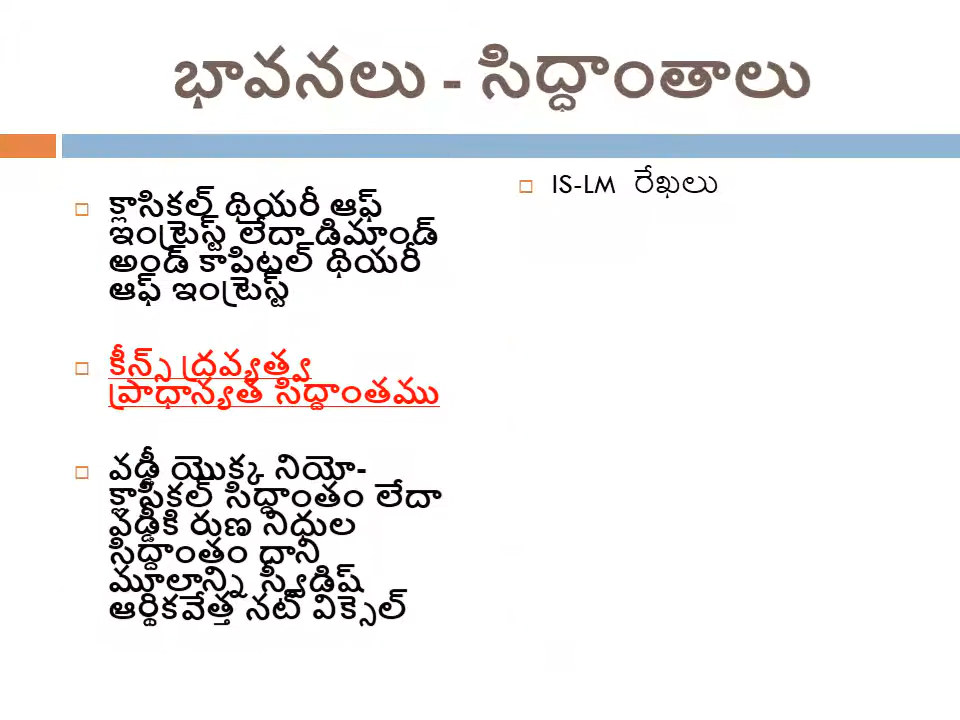 భావనలు - సిద్ధాంతాలు
క్లాసికల్ థియరీ ఆఫ్
ఇంట్రెస్ట్ లేదా డిమాండ్
అండ్ కాపిటల్ థియరీ
ఆఫ్ ఇంట్రెస్ట్
కీన్స్ ద్రవ్యత్వ
ప్రాధాన్యత సిద్దాంతము
వడ్డీ యొక్క నియో-
క్లాసికల్ సిద్ధాంతం లేదా
వడ్డీకి రుణ నిధుల
సిద్ధాంతం దాని
మూలాన్ని స్వీడిష్
ఆర్థికవేత్త నట్ విక్సెల్
IS-LM రేఖలు